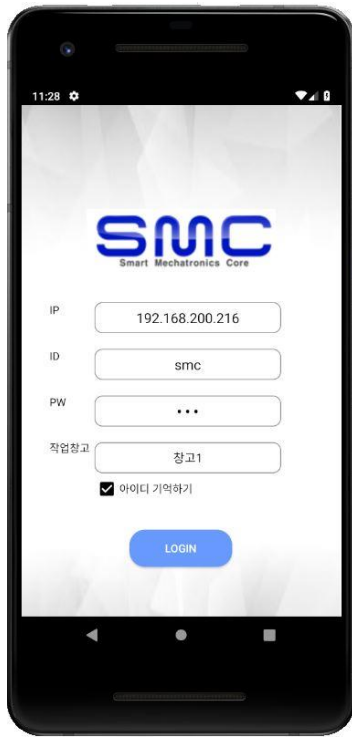 11:28
SMC
Smart Mechatronics Core
IP
192.168.200.216
ID
smc
PW
•••
작업창고
창고1
아이디 기억하기
LOGIN